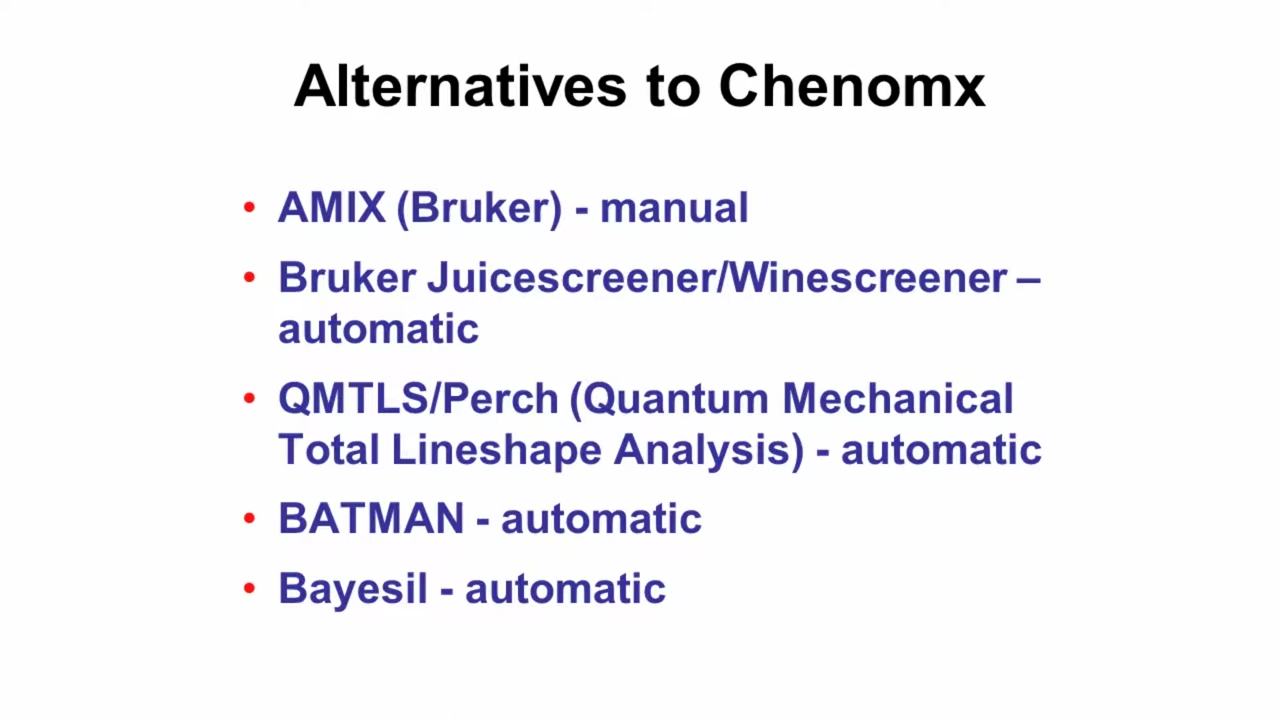 Alternatives to Chenomx
• AMIX (Bruker) - manual
• Bruker Juicescreener/Winescreener –
automatic
• QMTLS/Perch (Quantum Mechanical
Total Lineshape Analysis) - automatic
• BATMAN - automatic
• Bayesil - automatic